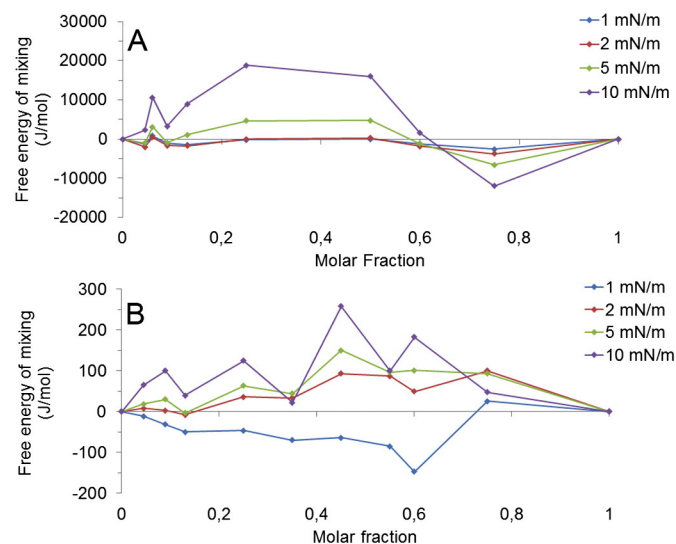 A
1 mN/m
2 mN/m
5 mN/m
10 mN/m
Free energy of mixing
(J/mol)
30000
20000
10000
0
-10000
-20000
0
0,2
0,4
0,6
0,8
1
Molar Fraction
B
1 mN/m
2 mN/m
5 mN/m
10 mN/m
Free energy of mixing
(J/mol)
300
200
100
0
-100
-200
0
0,2
0,4
0,6
0,8
1
Molar fraction